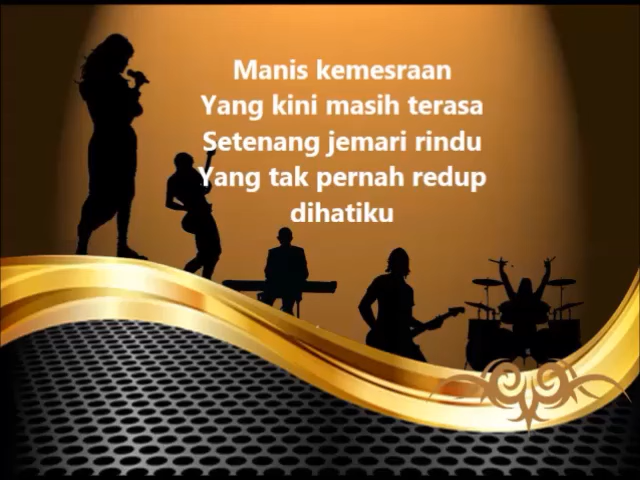 Manis kemesraan
Yang kini masih terasa
Setenang jemari rindu
Yang tak pernah redup
dihatiku